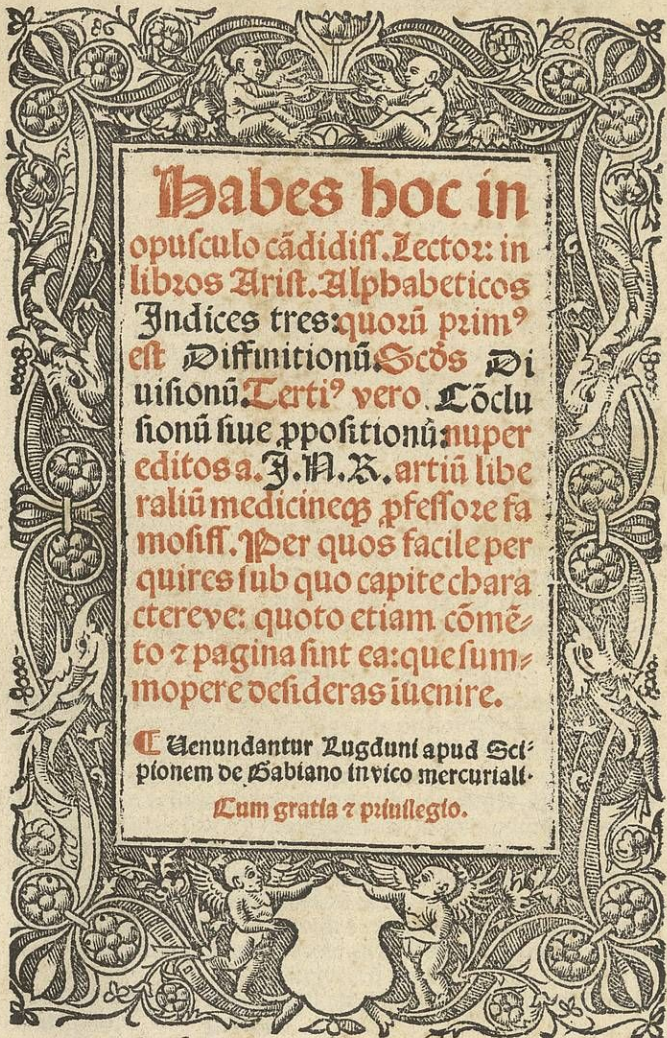 Habes hoc in
opusculo cādidiss. Lector: in
libros Arist. Alphabeticos
Indices tres: quorū primꝰ
est Diffinitionū. Scd̄s Di
uisionū. Tertiꝰ vero. Cōclu
sionū siue ꝓpositionū: nuper
editos a. J. N. R. artiū libe
raliū medicineqꝫ ꝓfessore fa
mosiss. Per quos facile per
quires sub quo capite chara
ctereve: quoto etiam cōmē⸗
to ⁊ pagina sint ea: que sum⸗
mopere desideras iuenire.
¶ Venundantur Lugduni apud Sci⸗
pionem de Gabiano in vico mercuriali.
Cum gratia ⁊ priuilegio.